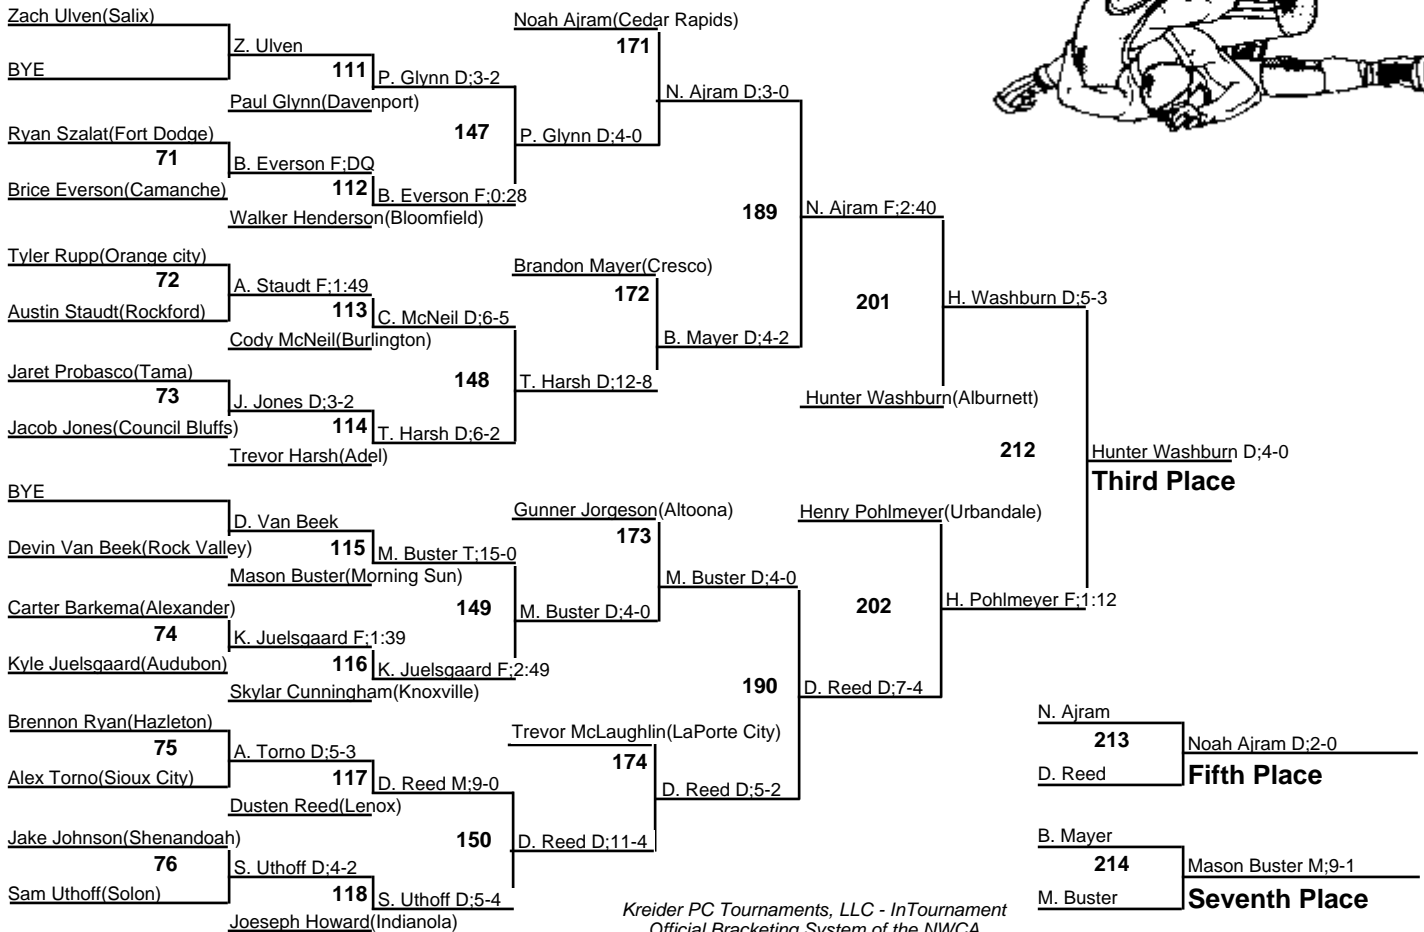 Zach Ulven(Salix)
BYE
Z. Ulven
111
Paul Glynn(Davenport)
P. Glynn D;3-2
Ryan Szalat(Fort Dodge)
71
Brice Everson(Camanche)
B. Everson F;DQ
112
Walker Henderson(Bloomfield)
B. Everson F;0:28
147
P. Glynn D;4-0
Noah Ajram(Cedar Rapids)
171
N. Ajram D;3-0
Tyler Rupp(Orange city)
72
Austin Staudt(Rockford)
A. Staudt F;1:49
113
Cody McNeil(Burlington)
C. McNeil D;6-5
Jaret Probasco(Tama)
73
Jacob Jones(Council Bluffs)
J. Jones D;3-2
114
Trevor Harsh(Adel)
T. Harsh D;6-2
148
T. Harsh D;12-8
Brandon Mayer(Cresco)
172
B. Mayer D;4-2
189
N. Ajram F;2:40
201
Hunter Washburn(Alburnett)
H. Washburn D;5-3
BYE
Devin Van Beek(Rock Valley)
D. Van Beek
115
Mason Buster(Morning Sun)
M. Buster T;15-0
Carter Barkema(Alexander)
74
Kyle Juelsgaard(Audubon)
K. Juelsgaard F;1:39
116
Skylar Cunningham(Knoxville)
K. Juelsgaard F;2:49
149
M. Buster D;4-0
Gunner Jorgeson(Altoona)
173
M. Buster D;4-0
Brennon Ryan(Hazleton)
75
Alex Torno(Sioux City)
A. Torno D;5-3
117
Dusten Reed(Lenox)
D. Reed M;9-0
Jake Johnson(Shenandoah)
76
Sam Uthoff(Solon)
S. Uthoff D;4-2
118
Joeseph Howard(Indianola)
S. Uthoff D;5-4
150
D. Reed D;11-4
Trevor McLaughlin(LaPorte City)
174
D. Reed D;5-2
190
D. Reed D;7-4
Henry Pohlmeyer(Urbandale)
202
H. Pohlmeyer F;1:12
212
Hunter Washburn D;4-0
Third Place
N. Ajram
213
D. Reed
Noah Ajram D;2-0
Fifth Place
B. Mayer
214
M. Buster
Mason Buster M;9-1
Seventh Place
Kreider PC Tournaments, LLC - InTournament
Official Bracketing System of the NWCA